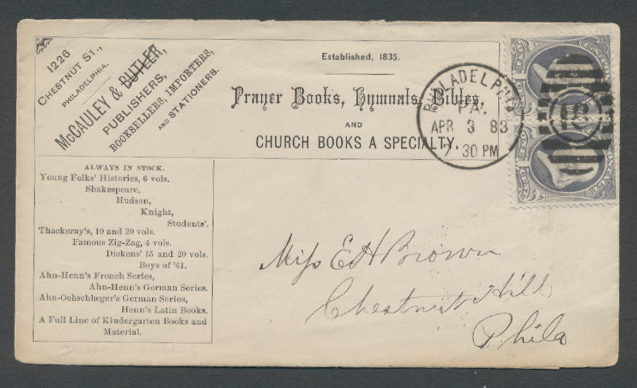 1226
CHESTNUT ST.,
PHILADELPHIA.
McCAULEY & BUTLER,
PUBLISHERS,
BOOKSELLERS, IMPORTERS,
AND STATIONERS.
Established, 1835.
Prayer Books, Hymnals, Bibles,
AND
CHURCH BOOKS A SPECIALTY.
PHILADELPHIA
PA.
APR 3 83
7 30 PM
ALWAYS IN STOCK.
Young Folks' Histories, 6 vols.
Shakespeare,
Hudson,
Knight,
Students'.
Thackeray's, 10 and 20 vols.
Famous Zig-Zag, 4 vols.
Dickens' 15 and 20 vols.
Boys of '61.
Ahn-Henn's French Series,
Ahn-Henn's German Series,
Ahn-Oehschleger's German Series,
Henn's Latin Books.
A Full Line of Kindergarten Books and
Material.
Miss E H Brown
Chestnut Hill
Phila